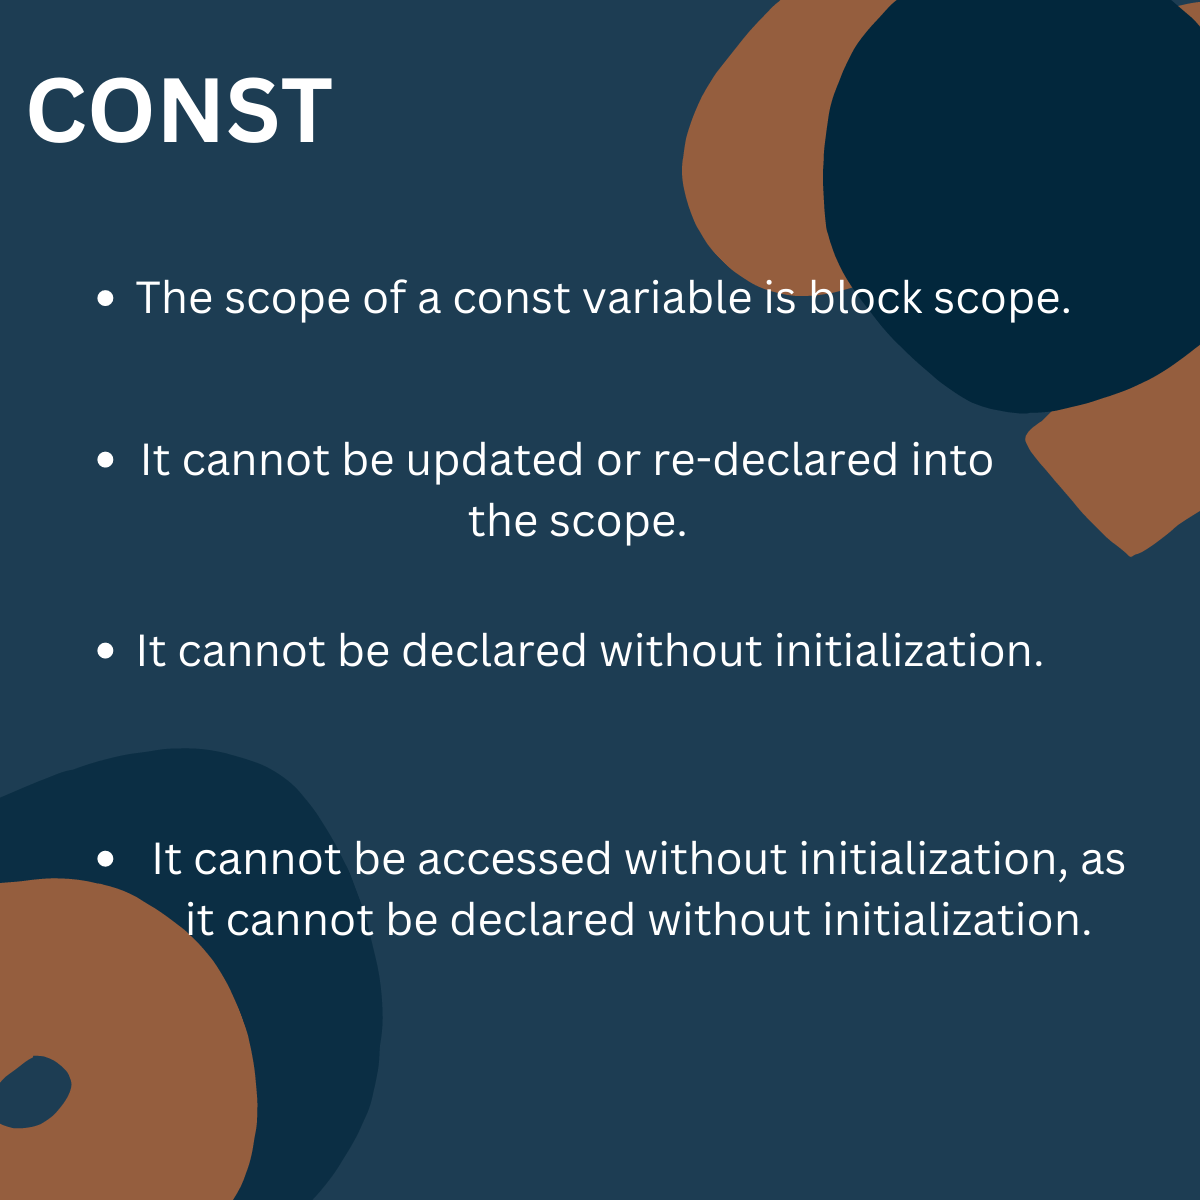 CONST
• The scope of a const variable is block scope.
• It cannot be updated or re-declared into
the scope.
• It cannot be declared without initialization.
• It cannot be accessed without initialization, as
it cannot be declared without initialization.